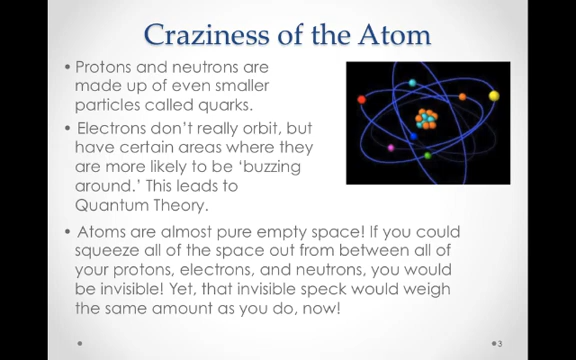 Craziness of the Atom
• Protons and neutrons are
made up of even smaller
particles called quarks.
• Electrons don't really orbit, but
have certain areas where they
are more likely to be 'buzzing
around.' This leads to
Quantum Theory.
• Atoms are almost pure empty space! If you could
squeeze all of the space out from between all of
your protons, electrons, and neutrons, you would
be invisible! Yet, that invisible speck would weigh
the same amount as you do, now!
3